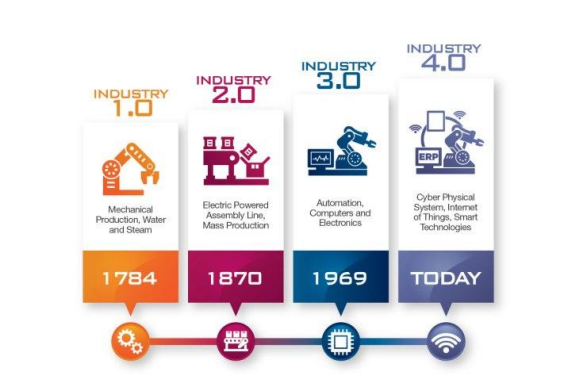 INDUSTRY
1.0
Mechanical
Production, Water
and Steam
1784
INDUSTRY
2.0
Electric Powered
Assembly Line,
Mass Production
1870
INDUSTRY
3.0
Automation,
Computers and
Electronics
1969
INDUSTRY
4.0
ERP
Cyber Physical
System, Internet
of Things, Smart
Technologies
TODAY